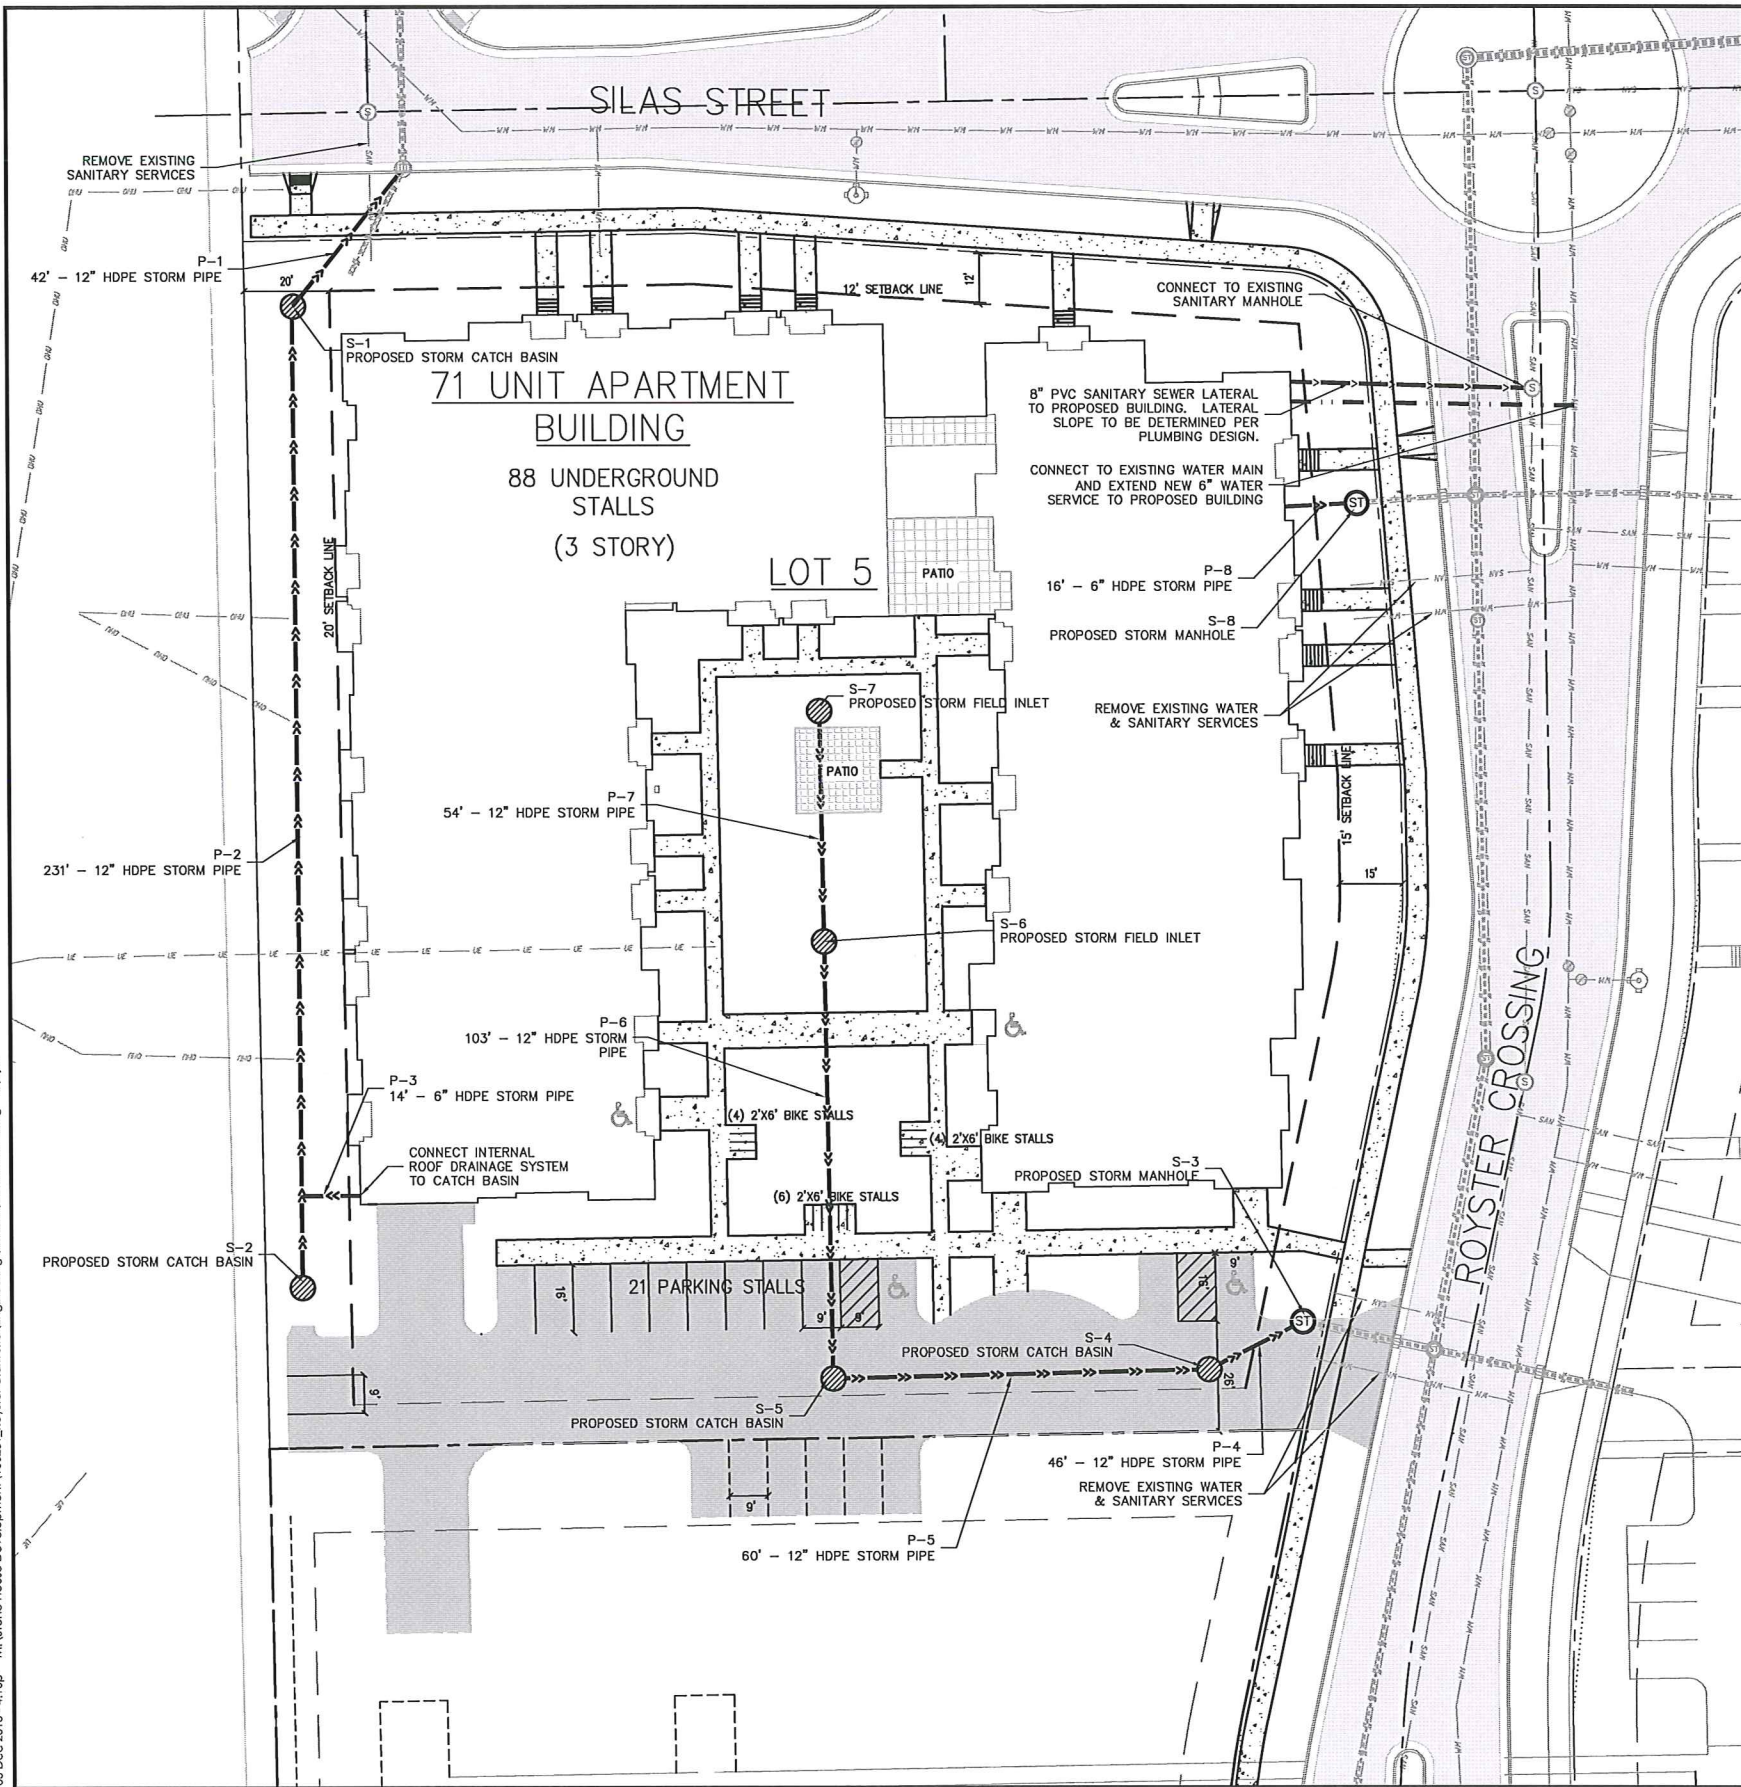 SILAS STREET
REMOVE EXISTING
SANITARY SERVICES
P-1
42' - 12" HDPE STORM PIPE
20'
12' SETBACK LINE
12'
CONNECT TO EXISTING
SANITARY MANHOLE
S-1
PROPOSED STORM CATCH BASIN
71 UNIT APARTMENT
BUILDING
88 UNDERGROUND
STALLS
(3 STORY)
LOT 5
PATIO
8" PVC SANITARY SEWER LATERAL
TO PROPOSED BUILDING. LATERAL
SLOPE TO BE DETERMINED PER
PLUMBING DESIGN.
CONNECT TO EXISTING WATER MAIN
AND EXTEND NEW 6" WATER
SERVICE TO PROPOSED BUILDING
ST
P-8
16' - 6" HDPE STORM PIPE
S-8
PROPOSED STORM MANHOLE
20' SETBACK LINE
S-7
PROPOSED STORM FIELD INLET
REMOVE EXISTING WATER
& SANITARY SERVICES
PATIO
P-7
54' - 12" HDPE STORM PIPE
15' SETBACK LINE
15'
P-2
231' - 12" HDPE STORM PIPE
S-6
PROPOSED STORM FIELD INLET
ROYSTER CROSSING
P-6
103' - 12" HDPE STORM
PIPE
P-3
14' - 6" HDPE STORM PIPE
(4) 2'X6' BIKE STALLS
(4) 2'X6' BIKE STALLS
CONNECT INTERNAL
ROOF DRAINAGE SYSTEM
TO CATCH BASIN
S-3
PROPOSED STORM MANHOLE
(6) 2'X6' BIKE STALLS
S-2
PROPOSED STORM CATCH BASIN
21 PARKING STALLS
16'
9'
9'
16'
9'
ST
S-4
PROPOSED STORM CATCH BASIN
26'
9'
S-5
PROPOSED STORM CATCH BASIN
P-4
46' - 12" HDPE STORM PIPE
REMOVE EXISTING WATER
& SANITARY SERVICES
9'
P-5
60' - 12" HDPE STORM PIPE